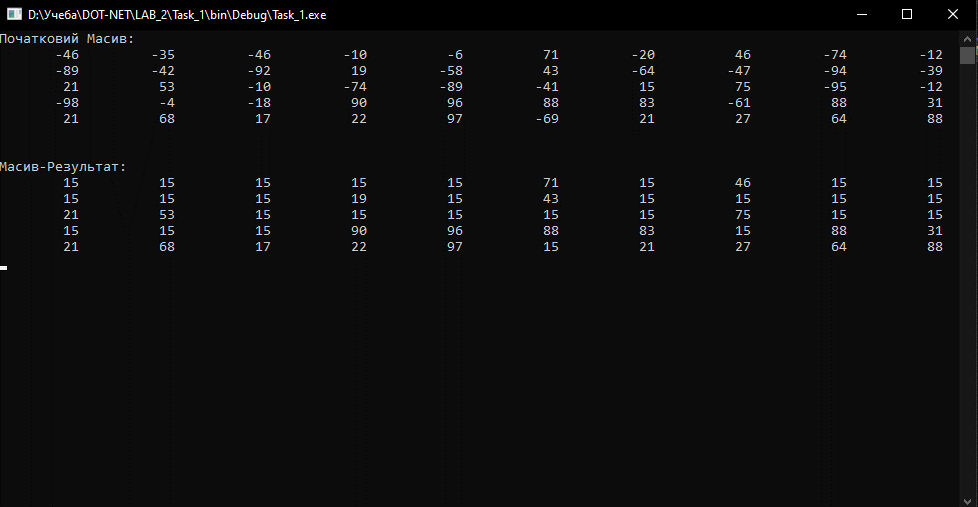 D:\Учеба\DOT-NET\LAB_2\Task_1\bin\Debug\Task_1.exe
Початковий Масив:
-46 -35 -46 -10 -6 71 -20 46 -74 -12
-89 -42 -92 19 -58 43 -64 -47 -94 -39
21 53 -10 -74 -89 -41 15 75 -95 -12
-98 -4 -18 90 96 88 83 -61 88 31
21 68 17 22 97 -69 21 27 64 88
Масив-Результат:
15 15 15 15 15 71 15 46 15 15
15 15 15 19 15 43 15 15 15 15
21 53 15 15 15 15 15 75 15 15
15 15 15 90 96 88 83 15 88 31
21 68 17 22 97 15 21 27 64 88